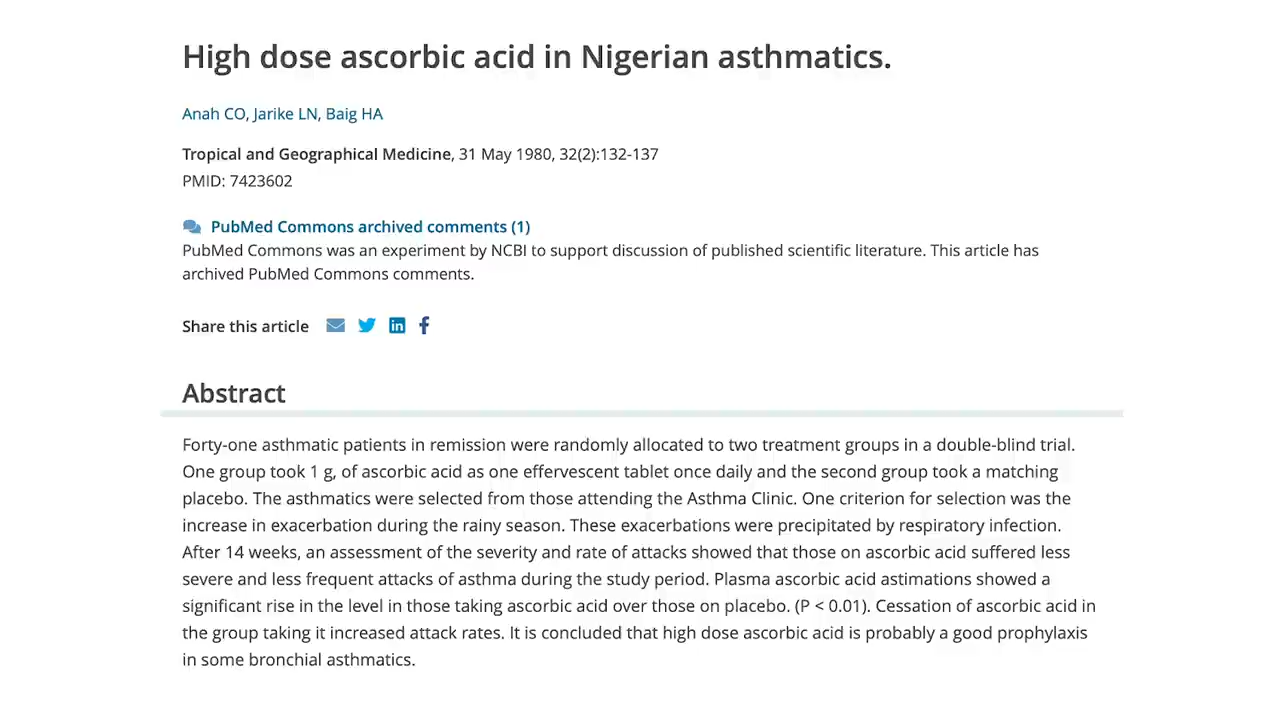 High dose ascorbic acid in Nigerian asthmatics.
Anah CO, Jarike LN, Baig HA
Tropical and Geographical Medicine, 31 May 1980, 32(2):132-137
PMID: 7423602
PubMed Commons archived comments (1)
PubMed Commons was an experiment by NCBI to support discussion of published scientific literature. This article has
archived PubMed Commons comments.
Share this article
Abstract
Forty-one asthmatic patients in remission were randomly allocated to two treatment groups in a double-blind trial.
One group took 1 g, of ascorbic acid as one effervescent tablet once daily and the second group took a matching
placebo. The asthmatics were selected from those attending the Asthma Clinic. One criterion for selection was the
increase in exacerbation during the rainy season. These exacerbations were precipitated by respiratory infection.
After 14 weeks, an assessment of the severity and rate of attacks showed that those on ascorbic acid suffered less
severe and less frequent attacks of asthma during the study period. Plasma ascorbic acid astimations showed a
significant rise in the level in those taking ascorbic acid over those on placebo. (P < 0.01). Cessation of ascorbic acid in
the group taking it increased attack rates. It is concluded that high dose ascorbic acid is probably a good prophylaxis
in some bronchial asthmatics.